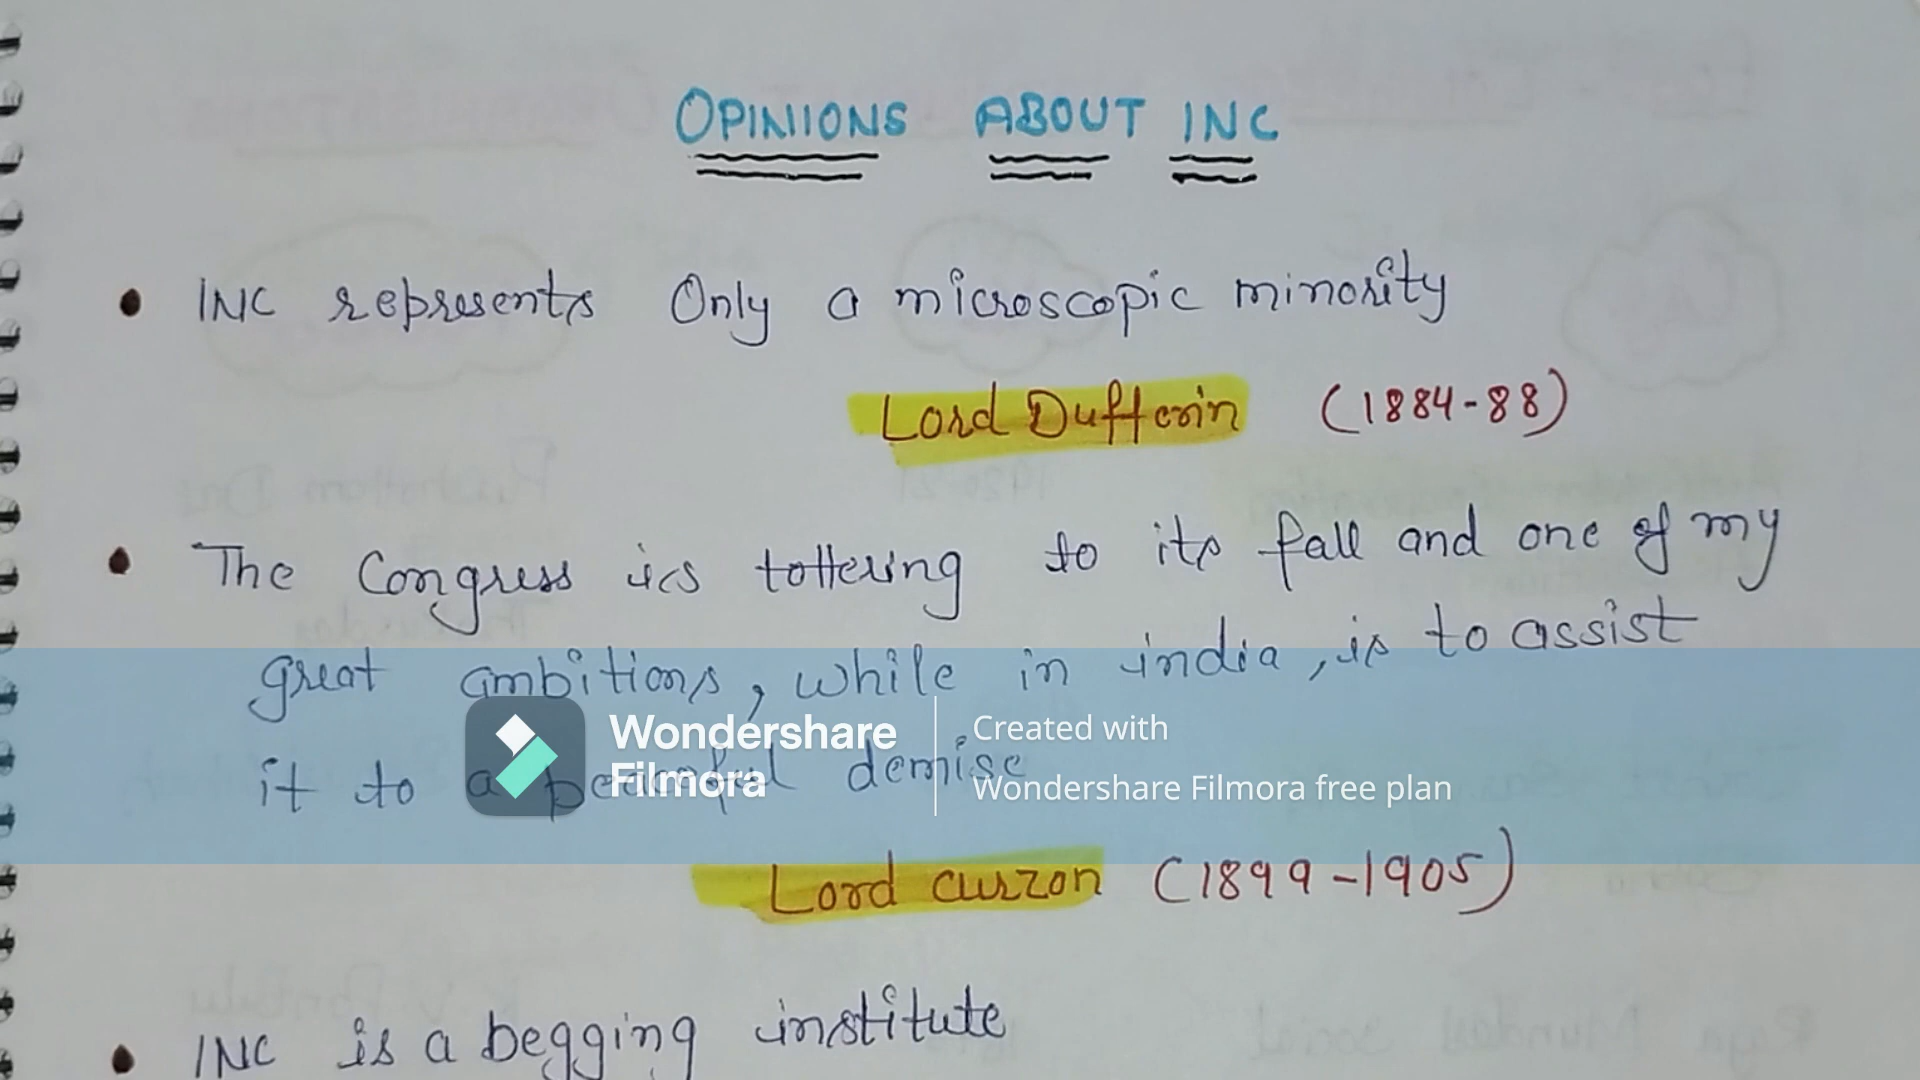 OPINIONS ABOUT INC
• INC represents Only a microscopic minority
Lord Dufferin (1884-88)
• The Congress is tottering to its fall and one of my
great ambitions, while in india, is to assist
it to a peaceful demise
Wondershare
Filmora
Created with
Wondershare Filmora free plan
Lord curzon (1899-1905)
• INC is a begging institute